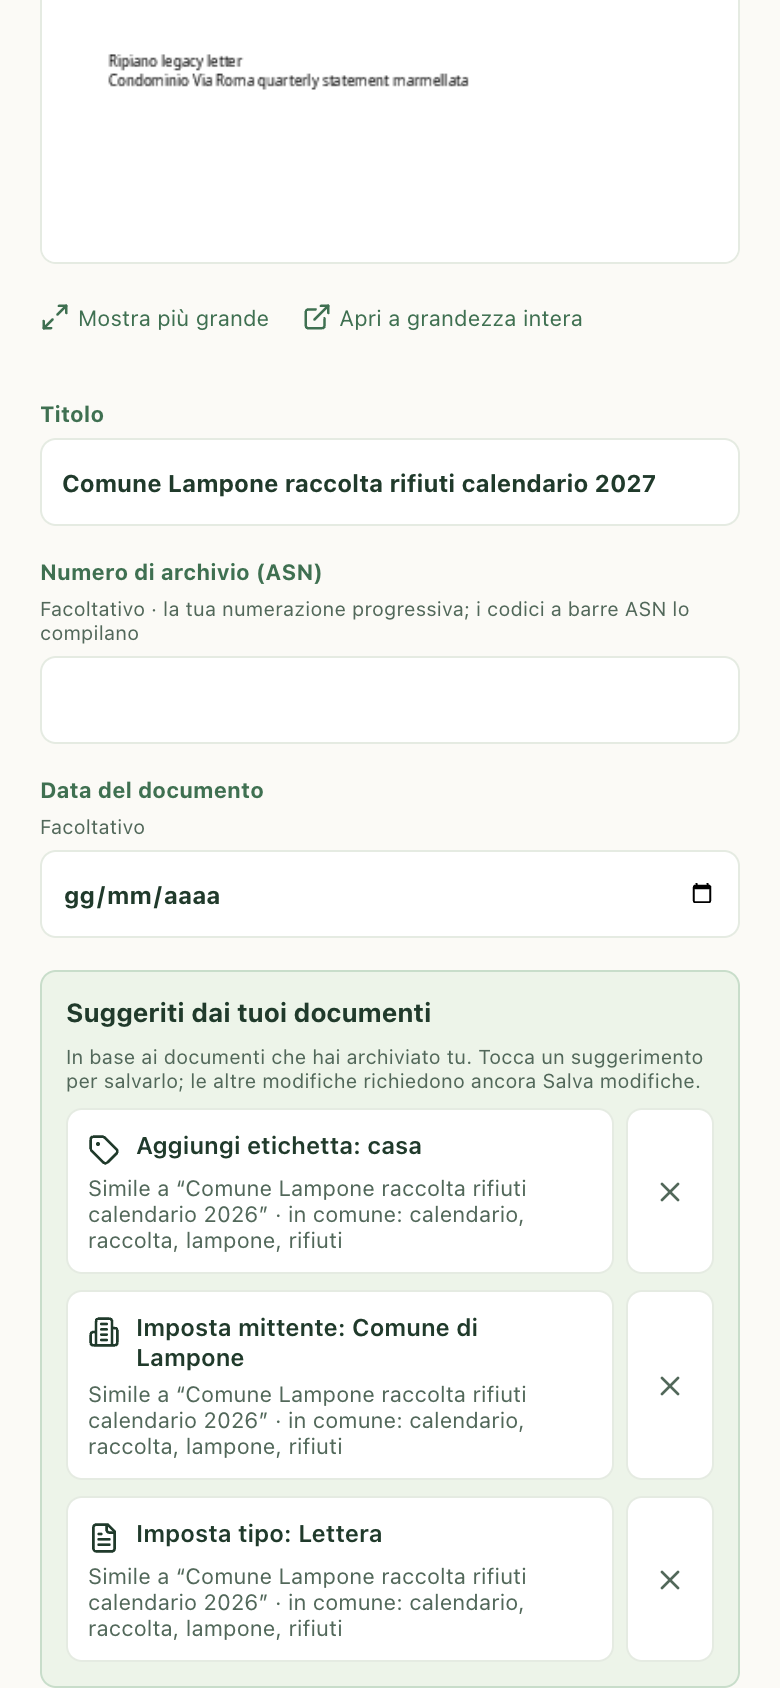 Ripiano legacy letter
Condominio Via Roma quarterly statement marmellata
Mostra più grande
Apri a grandezza intera
Titolo
Comune Lampone raccolta rifiuti calendario 2027
Numero di archivio (ASN)
Facoltativo · la tua numerazione progressiva; i codici a barre ASN lo
compilano
Data del documento
Facoltativo
gg/mm/aaaa
Suggeriti dai tuoi documenti
In base ai documenti che hai archiviato tu. Tocca un suggerimento
per salvarlo; le altre modifiche richiedono ancora Salva modifiche.
Aggiungi etichetta: casa
Simile a “Comune Lampone raccolta rifiuti
calendario 2026” · in comune: calendario,
raccolta, lampone, rifiuti
Imposta mittente: Comune di
Lampone
Simile a “Comune Lampone raccolta rifiuti
calendario 2026” · in comune: calendario,
raccolta, lampone, rifiuti
Imposta tipo: Lettera
Simile a “Comune Lampone raccolta rifiuti
calendario 2026” · in comune: calendario,
raccolta, lampone, rifiuti